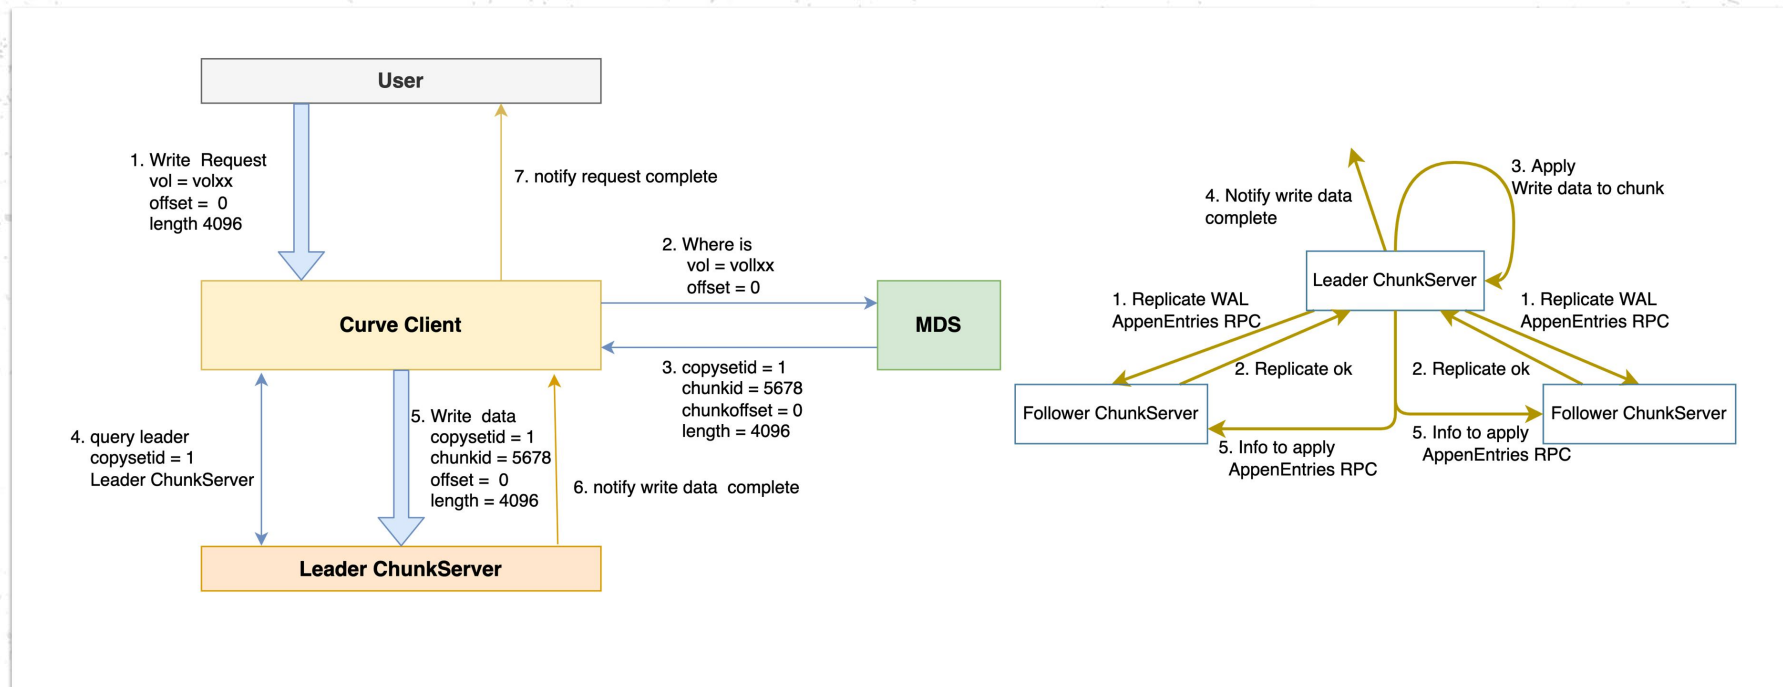 User
1. Write Request
vol = volxx
offset = 0
length 4096
7. notify request complete
2. Where is
vol = vollxx
offset = 0
Curve Client
MDS
3. copysetid = 1
chunkid = 5678
chunkoffset = 0
length = 4096
4. query leader
copysetid = 1
Leader ChunkServer
5. Write data
copysetid = 1
chunkid = 5678
offset = 0
length = 4096
6. notify write data complete
Leader ChunkServer
3. Apply
Write data to chunk
4. Notify write data
complete
Leader ChunkServer
1. Replicate WAL
AppenEntries RPC
1. Replicate WAL
AppenEntries RPC
2. Replicate ok
2. Replicate ok
Follower ChunkServer
Follower ChunkServer
5. Info to apply
AppenEntries RPC
5. Info to apply
AppenEntries RPC